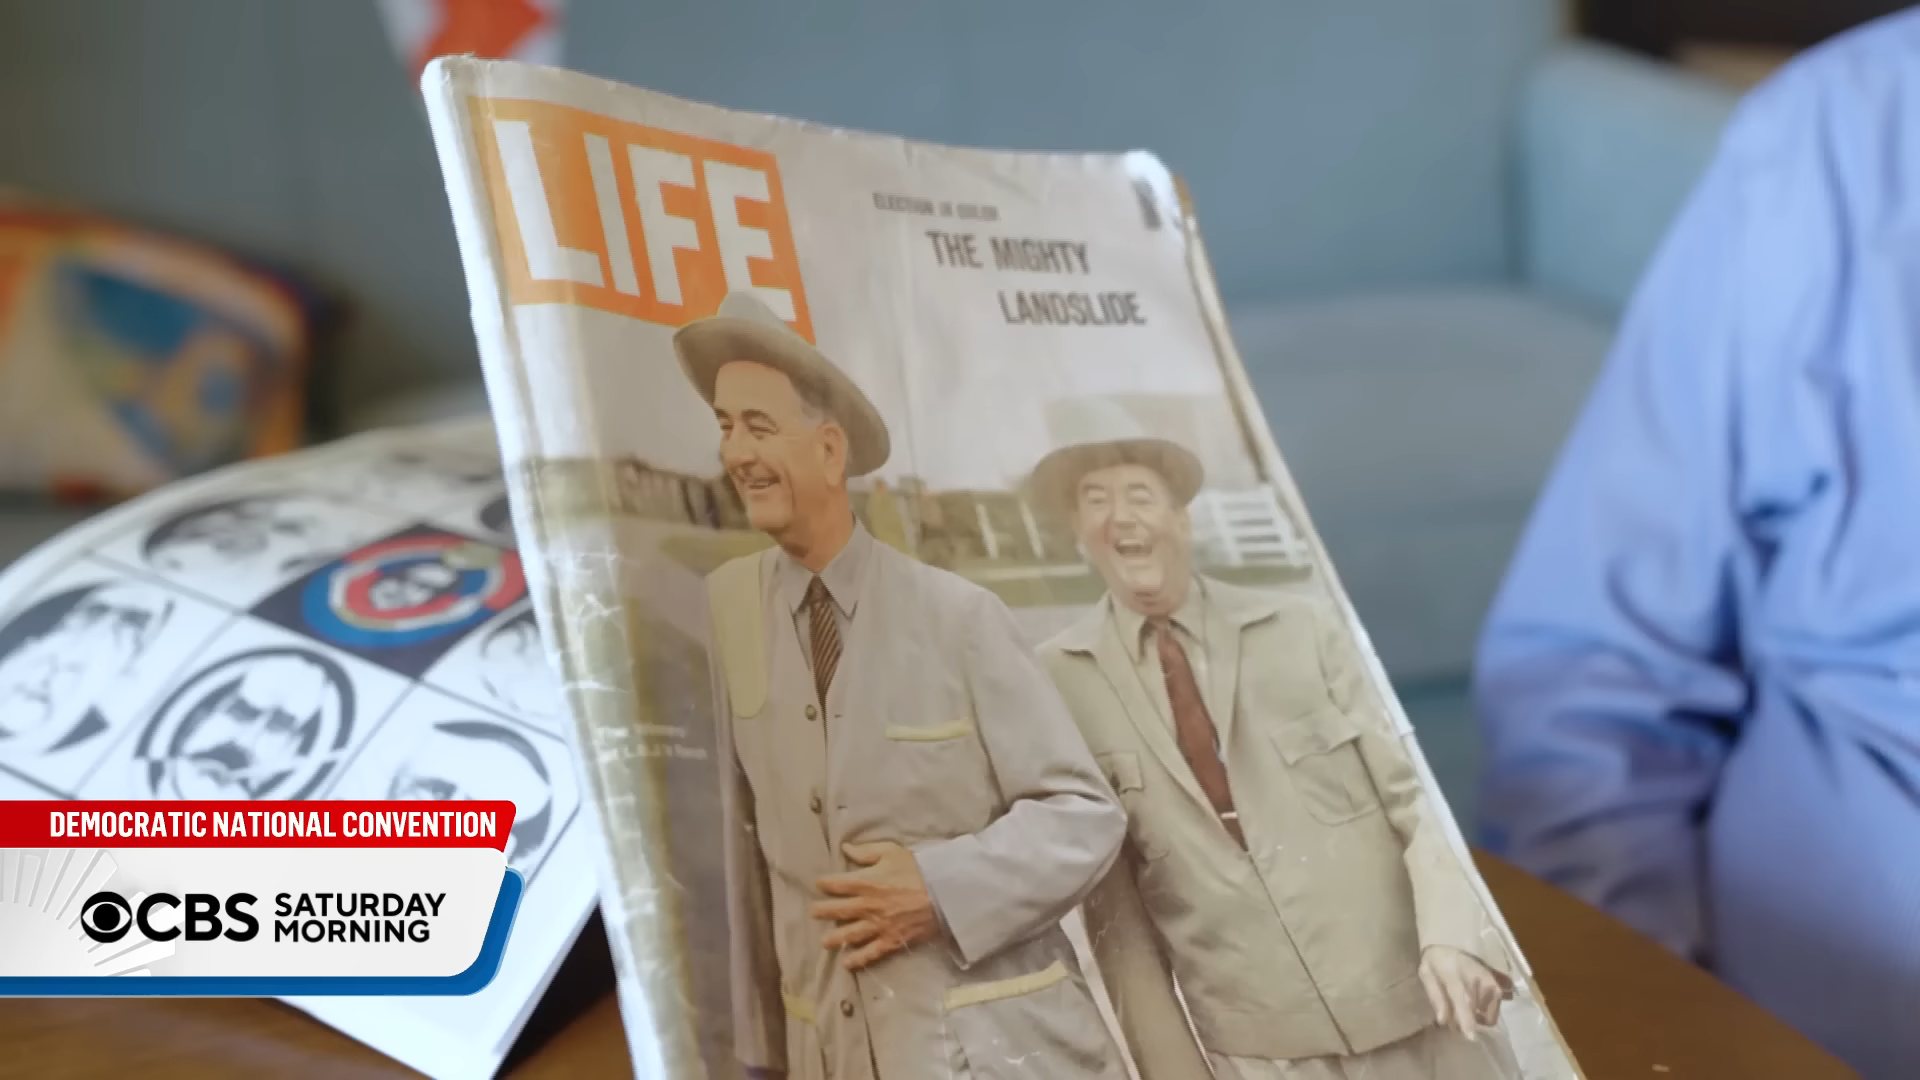 LIFE
ELECTION IN COLOR
THE MIGHTY
LANDSLIDE
DEMOCRATIC NATIONAL CONVENTION
CBS SATURDAY
MORNING